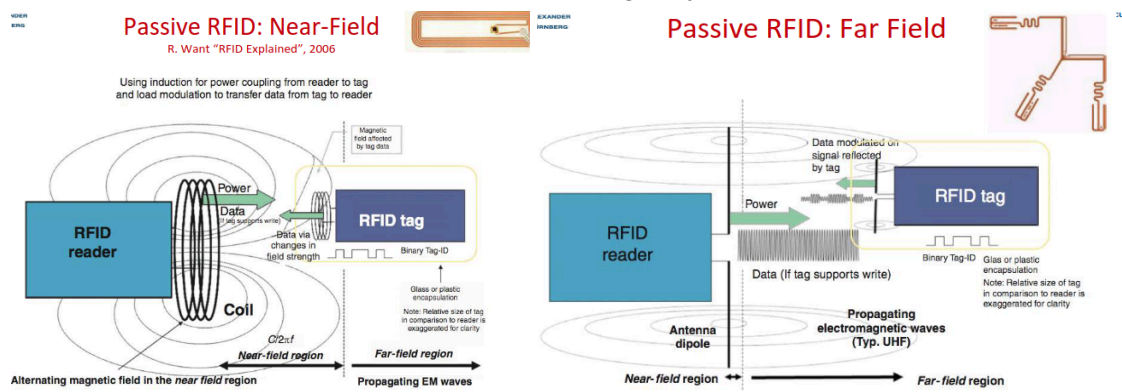 NDER
BERG
Passive RFID: Near-Field
R. Want “RFID Explained”, 2006
Using induction for power coupling from reader to tag
and load modulation to transfer data from tag to reader
Magnetic
field affected
by tag data
Power
Data
(If tag supports write)
RFID
reader
RFID tag
Data via
changes in
field strength
Binary Tag-ID
Coil
Glass or plastic
encapsulation
Note: Relative size of tag
in comparison to reader is
exaggerated for clarity
C/2πf
Near-field region
Far-field region
Alternating magnetic field in the near field region
Propagating EM waves
EXANDER
RNBERG
Passive RFID: Far Field
Data modulated on
signal reflected
by tag
Power
RFID
reader
RFID tag
Binary Tag-ID
Data (If tag supports write)
Glas or plastic
encapsulation
Note: Relative size of tag
in comparison to reader is
exaggerated for clarity
Antenna
dipole
Propagating
electromagnetic waves
(Typ. UHF)
Near-field region
Far-field region